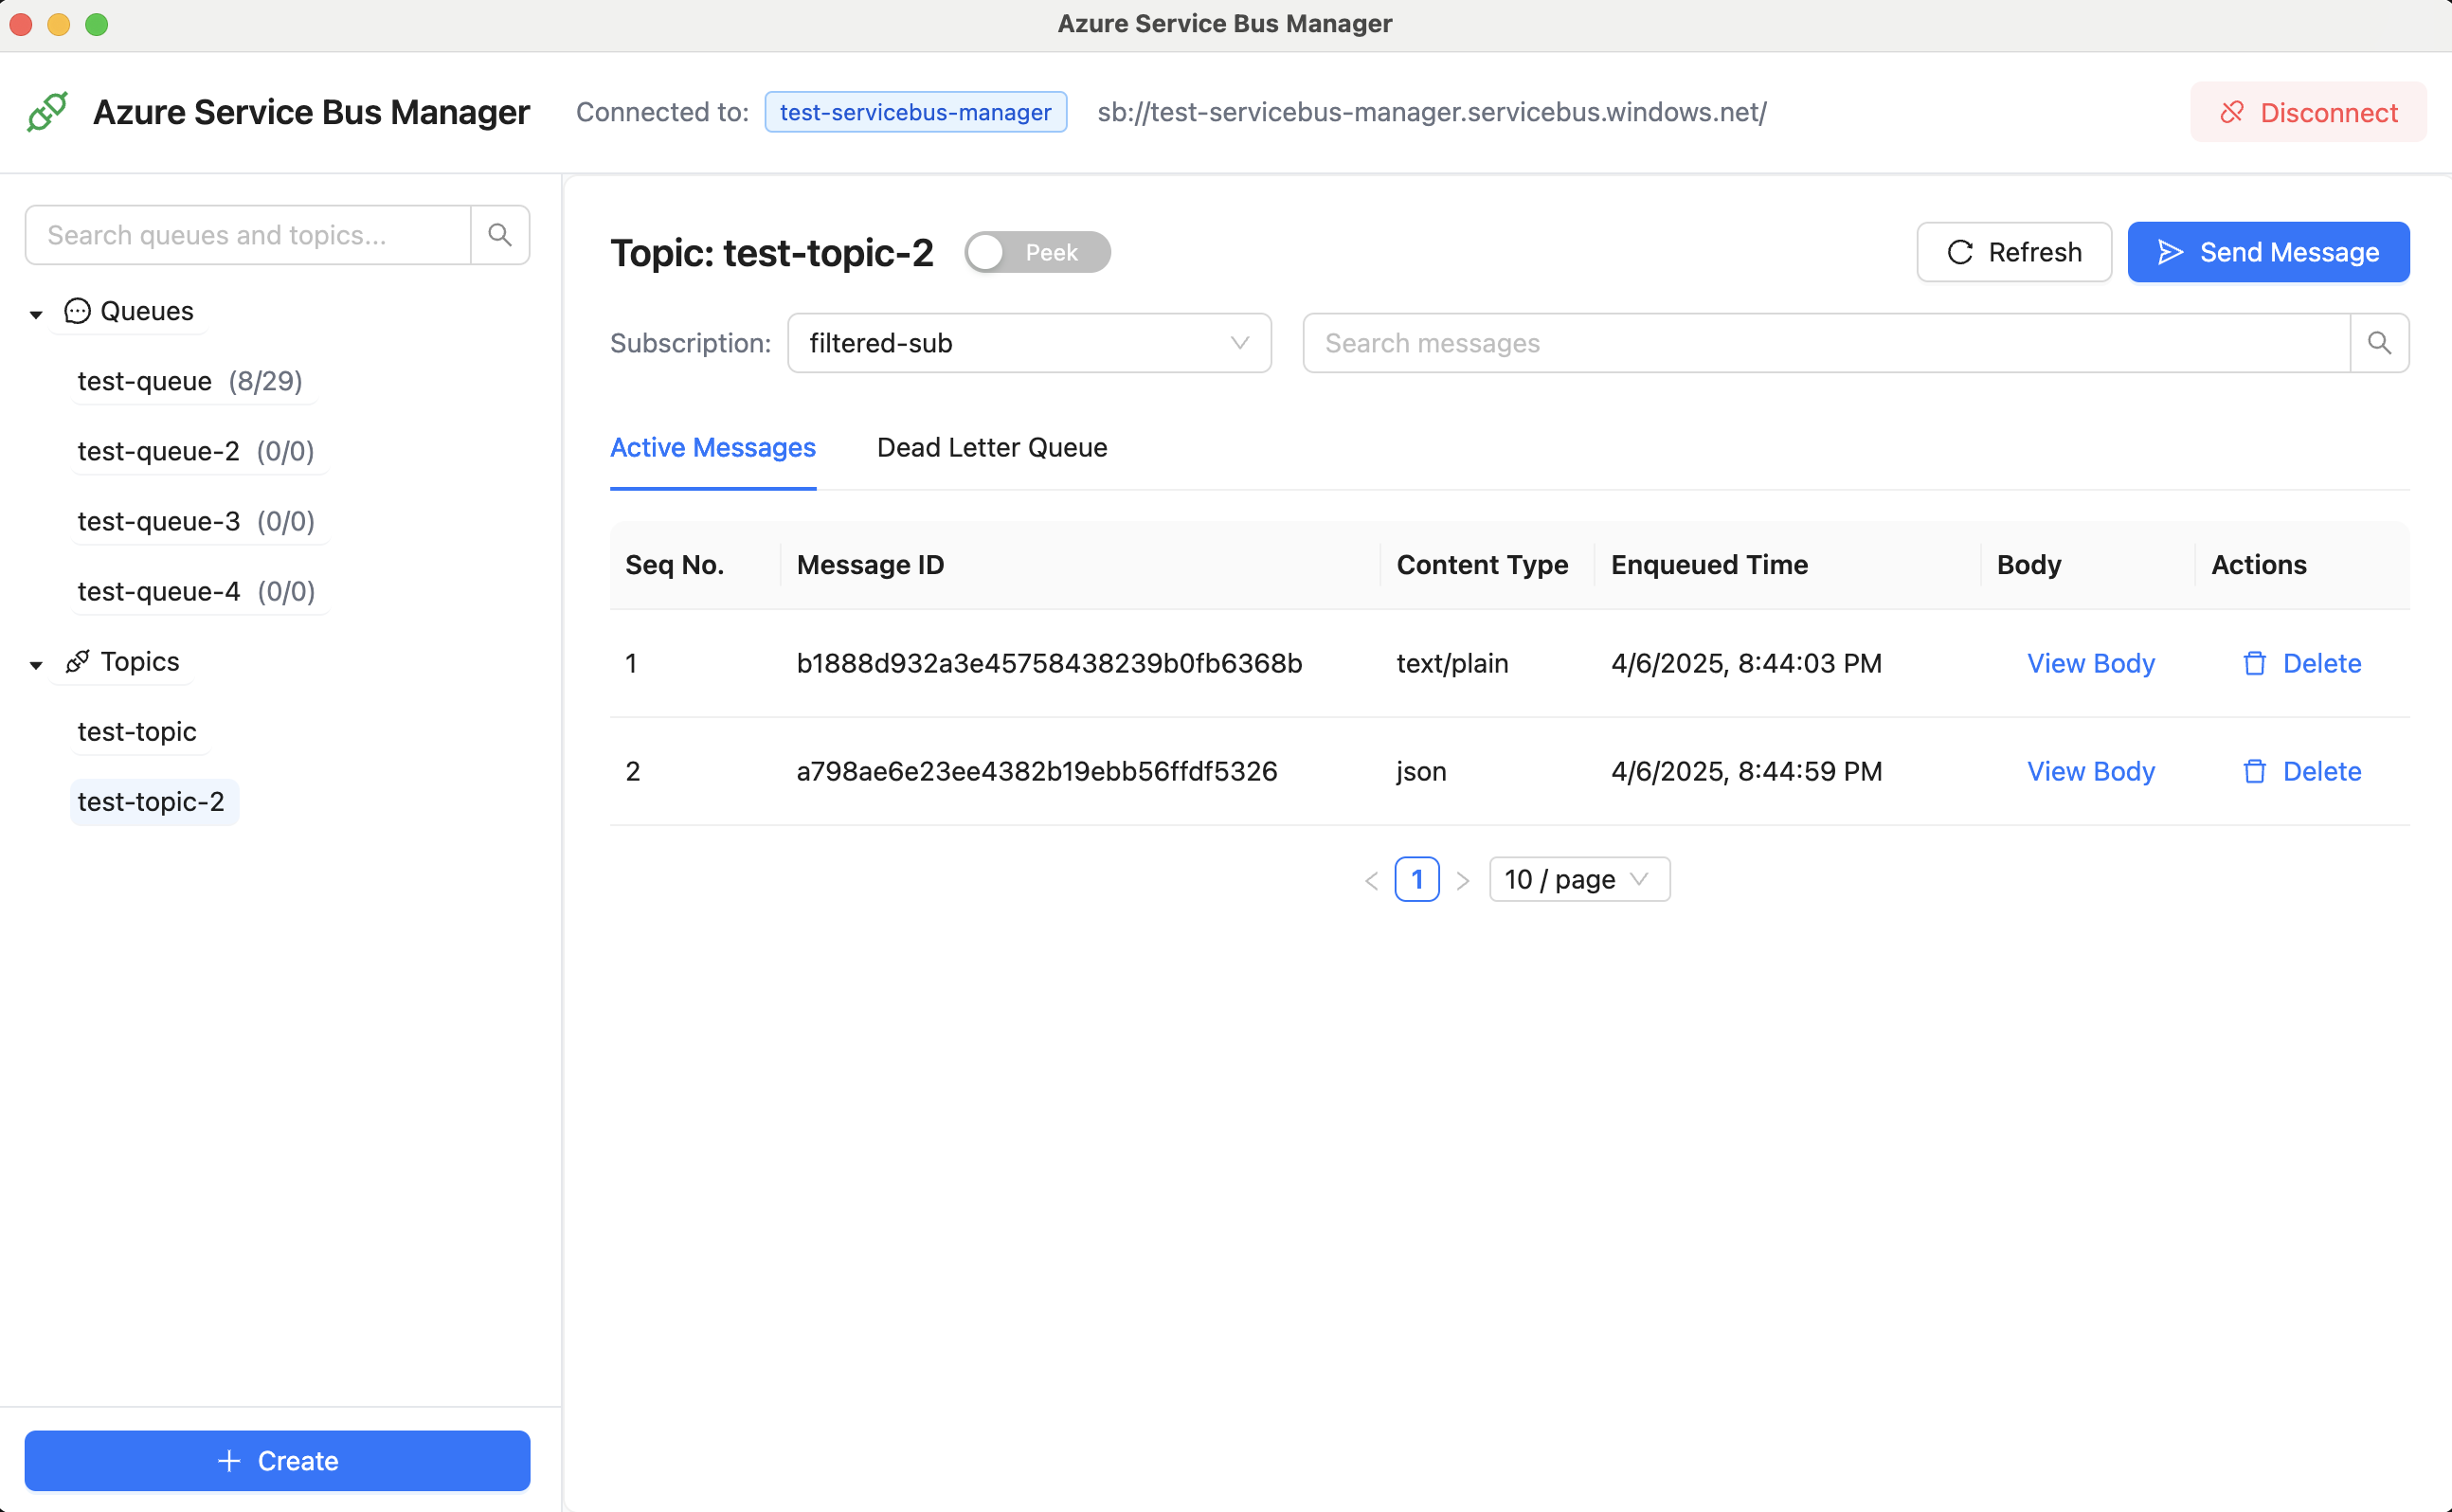 Azure Service Bus Manager
Azure Service Bus Manager Connected to: test-servicebus-manager sb://test-servicebus-manager.servicebus.windows.net/ Disconnect
Search queues and topics...
Queues
test-queue (8/29)
test-queue-2 (0/0)
test-queue-3 (0/0)
test-queue-4 (0/0)
Topics
test-topic
test-topic-2
Create
Topic: test-topic-2 Peek Refresh Send Message
Subscription: filtered-sub Search messages
Active Messages Dead Letter Queue
Seq No. Message ID Content Type Enqueued Time Body Actions
1 b1888d932a3e45758438239b0fb6368b text/plain 4/6/2025, 8:44:03 PM View Body Delete
2 a798ae6e23ee4382b19ebb56ffdf5326 json 4/6/2025, 8:44:59 PM View Body Delete
1 10 / page